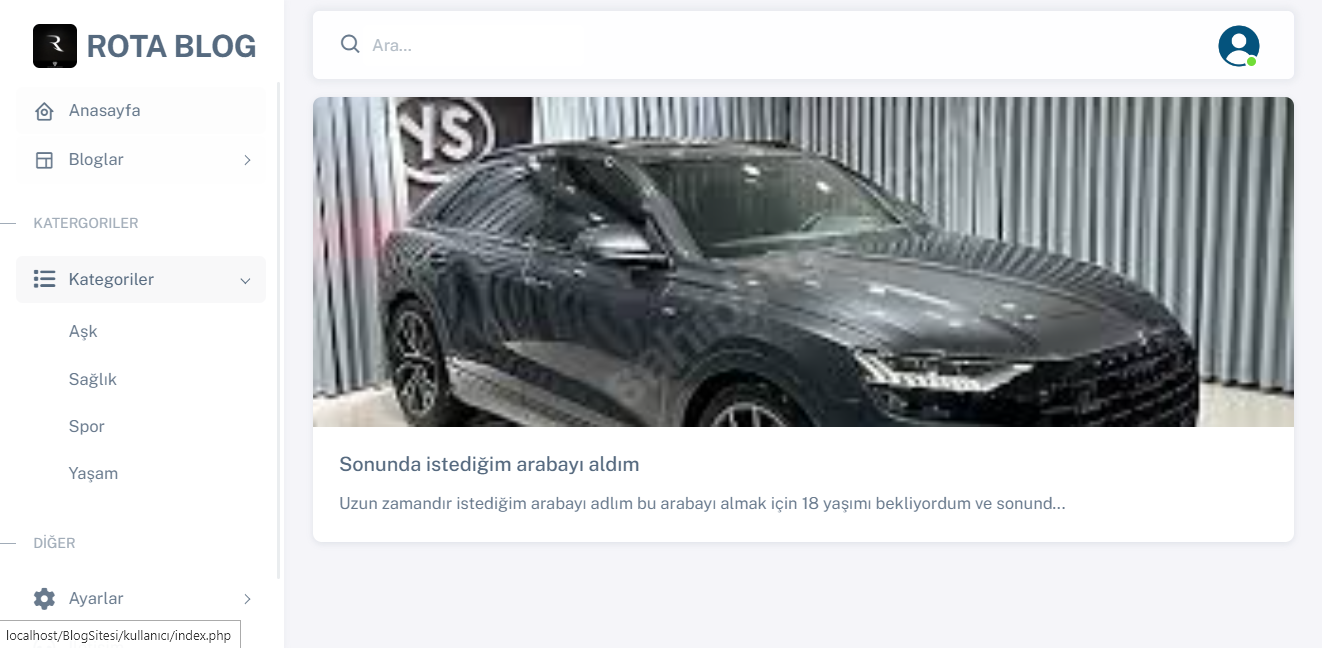 ROTA BLOG
Ara...
Anasayfa
Bloglar
KATERGORILER
Kategoriler
Aşk
Sağlık
Spor
Yaşam
DİĞER
Ayarlar
localhost/BlogSitesi/kullanıcı/index.php
YS
Sonunda istediğim arabayı aldım
Uzun zamandır istediğim arabayı adlım bu arabayı almak için 18 yaşımı bekliyordum ve sonund...